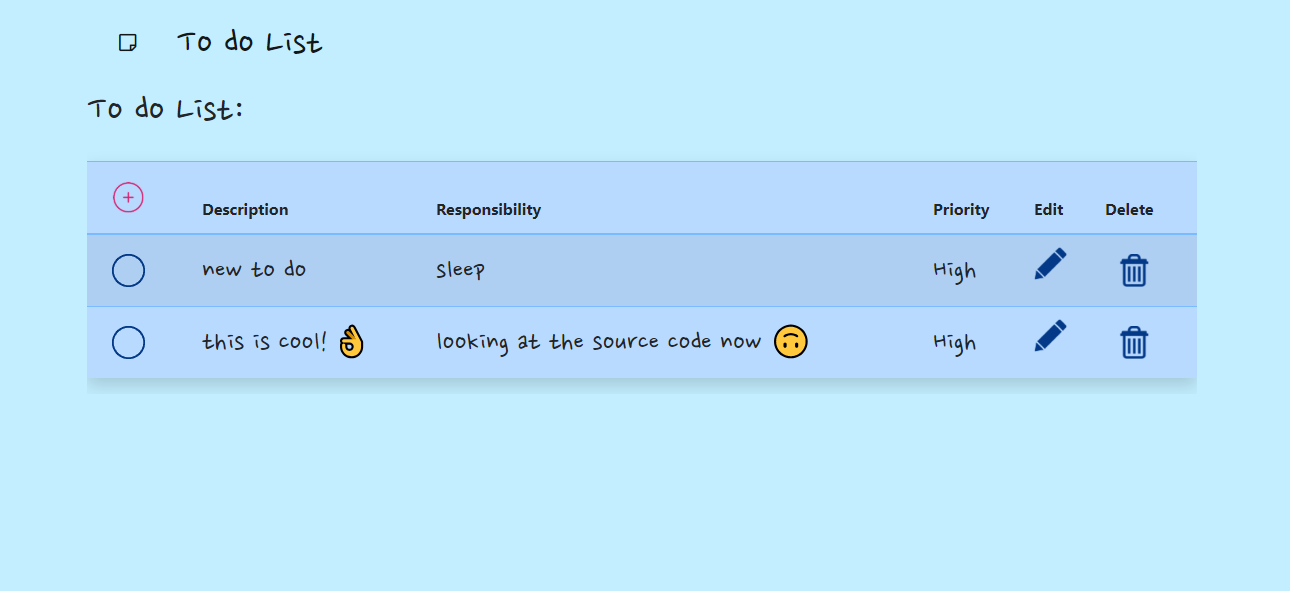 To do List
To do List:
Description Responsibility Priority Edit Delete
new to do sleep High
this is cool! 👌 looking at the source code now 🙃 High